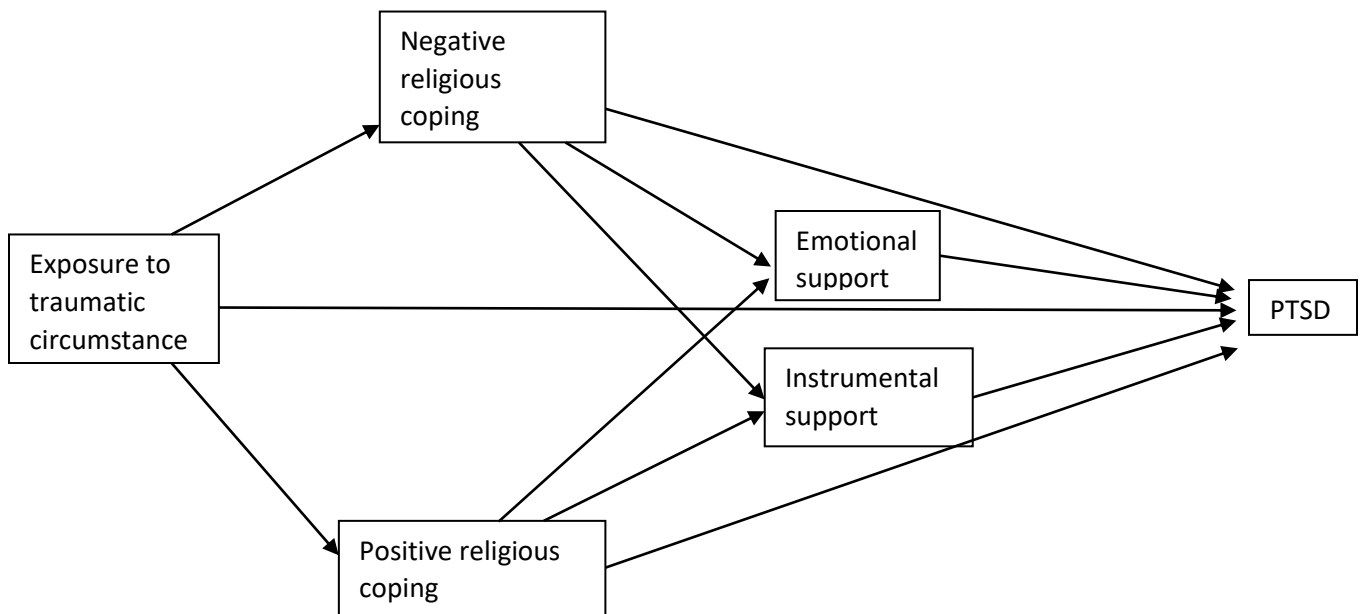 Negative
religious
coping
Exposure to
traumatic
circumstance
Emotional
support
PTSD
Instrumental
support
Positive religious
coping